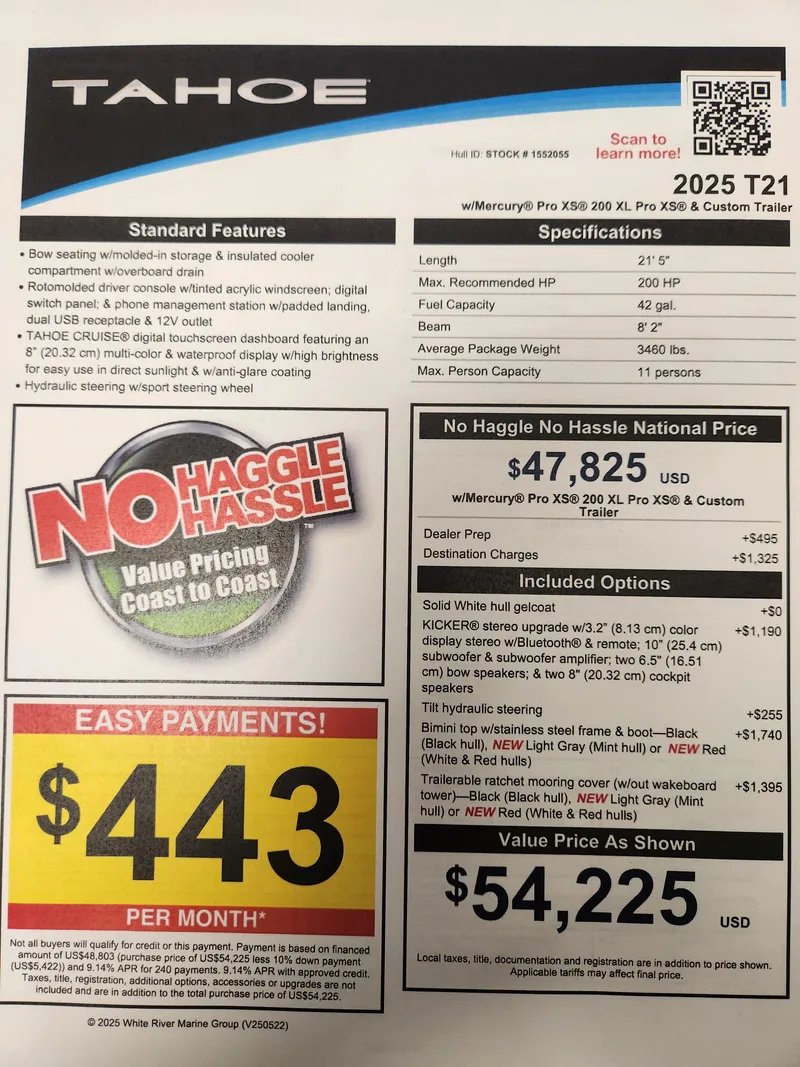 TAHOE
Scan to
learn more!
Hull ID: STOCK # 1552055
2025 T21
w/Mercury® Pro XS® 200 XL Pro XS® & Custom Trailer
Standard Features
• Bow seating w/molded-in storage & insulated cooler
compartment w/overboard drain
• Rotomolded driver console w/tinted acrylic windscreen; digital
switch panel; & phone management station w/padded landing,
dual USB receptacle & 12V outlet
• TAHOE CRUISE® digital touchscreen dashboard featuring an
8" (20.32 cm) multi-color & waterproof display w/high brightness
for easy use in direct sunlight & w/anti-glare coating
• Hydraulic steering w/sport steering wheel
Specifications
Length 21' 5"
Max. Recommended HP 200 HP
Fuel Capacity 42 gal.
Beam 8' 2"
Average Package Weight 3460 lbs.
Max. Person Capacity 11 persons
NO HAGGLE
HASSLE™
Value Pricing
Coast to Coast
EASY PAYMENTS!
$443
PER MONTH*
Not all buyers will qualify for credit or this payment. Payment is based on financed
amount of US$48,803 (purchase price of US$54,225 less 10% down payment
(US$5,422)) and 9.14% APR for 240 payments. 9.14% APR with approved credit.
Taxes, title, registration, additional options, accessories or upgrades are not
included and are in addition to the total purchase price of US$54,225.
No Haggle No Hassle National Price
$47,825 USD
w/Mercury® Pro XS® 200 XL Pro XS® & Custom
Trailer
Dealer Prep +$495
Destination Charges +$1,325
Included Options
Solid White hull gelcoat +$0
KICKER® stereo upgrade w/3.2" (8.13 cm) color +$1,190
display stereo w/Bluetooth® & remote; 10" (25.4 cm)
subwoofer & subwoofer amplifier; two 6.5" (16.51
cm) bow speakers; & two 8" (20.32 cm) cockpit
speakers
Tilt hydraulic steering +$255
Bimini top w/stainless steel frame & boot—Black +$1,740
(Black hull), NEW Light Gray (Mint hull) or NEW Red
(White & Red hulls)
Trailerable ratchet mooring cover (w/out wakeboard +$1,395
tower)—Black (Black hull), NEW Light Gray (Mint
hull) or NEW Red (White & Red hulls)
Value Price As Shown
$54,225 USD
Local taxes, title, documentation and registration are in addition to price shown.
Applicable tariffs may affect final price.
© 2025 White River Marine Group (V250522)